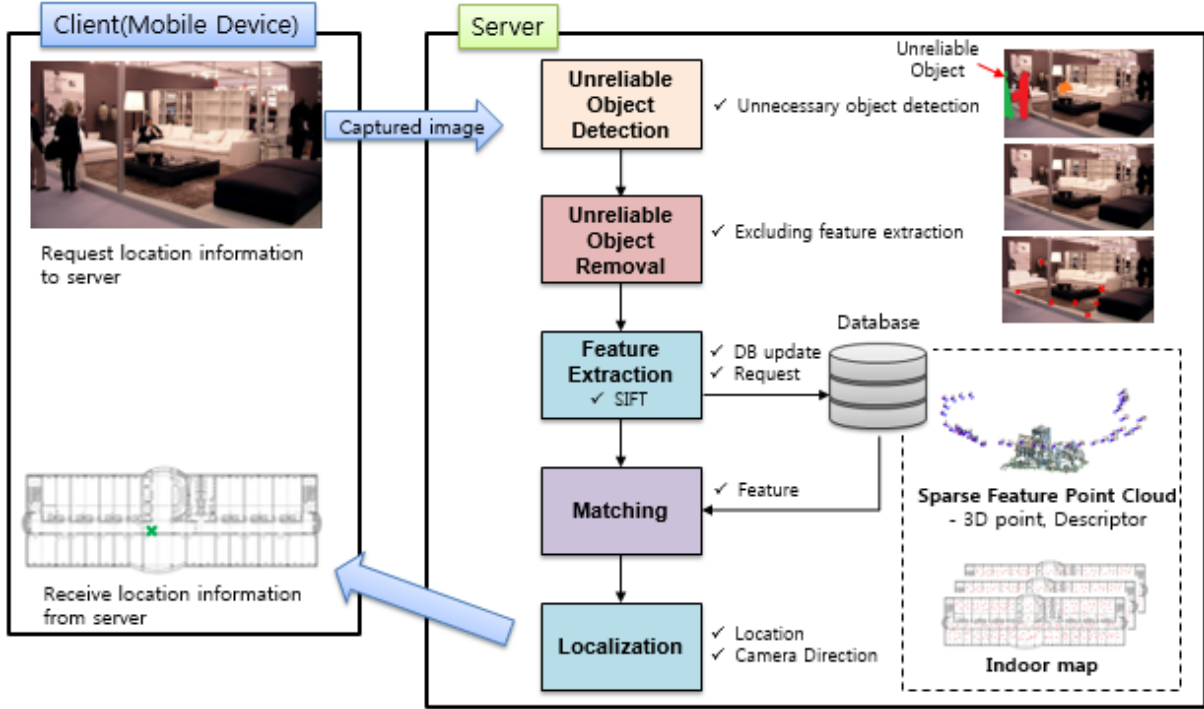 Client(Mobile Device)
Request location information
to server
Receive location information
from server
Captured image
Server
Unreliable
Object
Detection
✓ Unnecessary object detection
Unreliable
Object
Unreliable
Object
Removal
✓ Excluding feature extraction
Feature
Extraction
✓ SIFT
✓ DB update
✓ Request
Database
Matching
✓ Feature
Sparse Feature Point Cloud
- 3D point, Descriptor
Indoor map
Localization
✓ Location
✓ Camera Direction